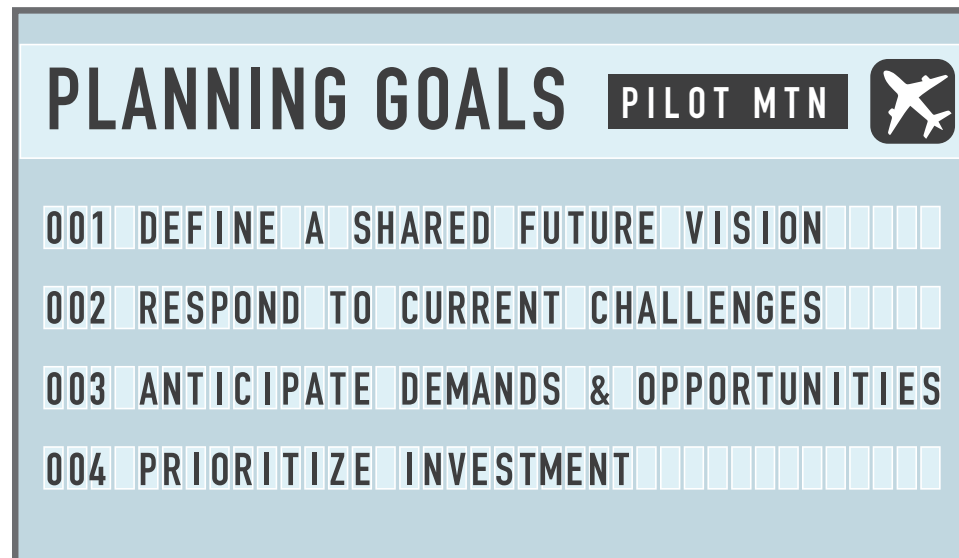 PLANNING GOALS PILOT MTN
001 DEFINE A SHARED FUTURE VISION
002 RESPOND TO CURRENT CHALLENGES
003 ANTICIPATE DEMANDS & OPPORTUNITIES
004 PRIORITIZE INVESTMENT